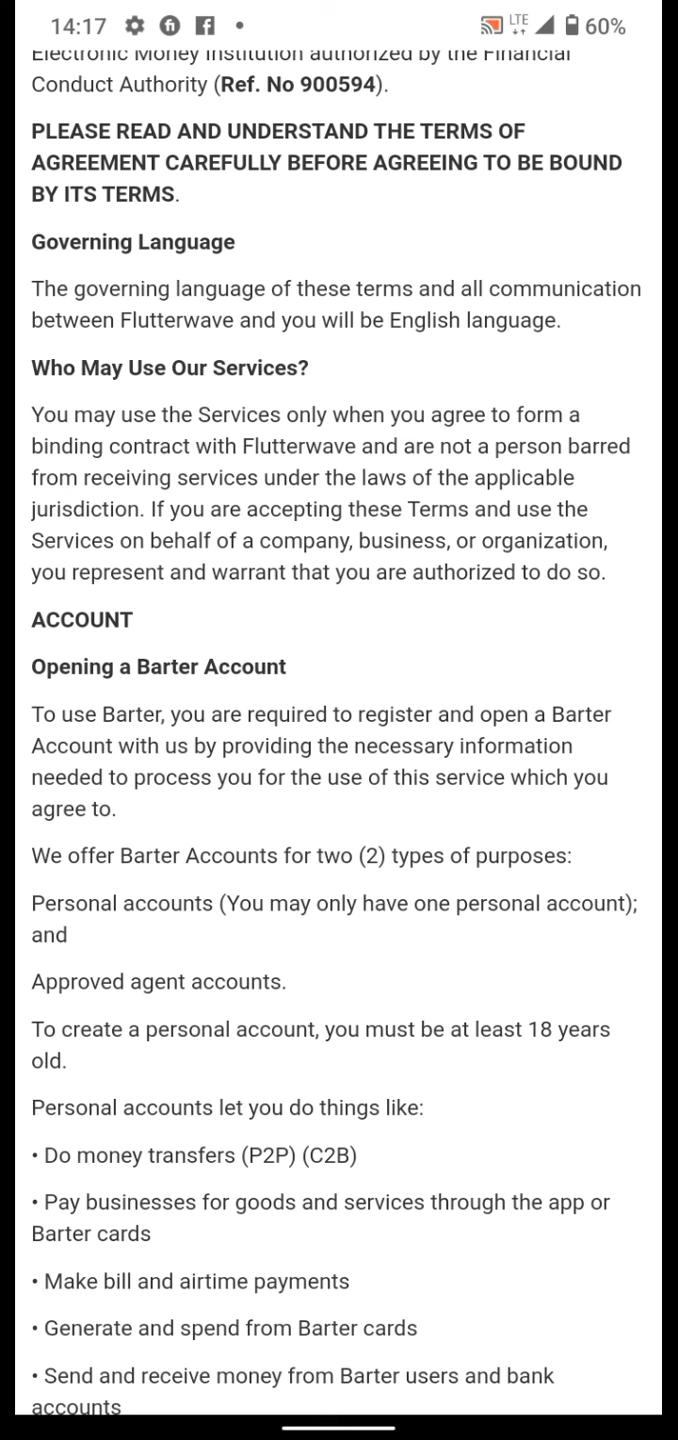 14:17 LTE 60%
Electronic Money Institution authorized by the Financial
Conduct Authority (Ref. No 900594).
PLEASE READ AND UNDERSTAND THE TERMS OF
AGREEMENT CAREFULLY BEFORE AGREEING TO BE BOUND
BY ITS TERMS.
Governing Language
The governing language of these terms and all communication
between Flutterwave and you will be English language.
Who May Use Our Services?
You may use the Services only when you agree to form a
binding contract with Flutterwave and are not a person barred
from receiving services under the laws of the applicable
jurisdiction. If you are accepting these Terms and use the
Services on behalf of a company, business, or organization,
you represent and warrant that you are authorized to do so.
ACCOUNT
Opening a Barter Account
To use Barter, you are required to register and open a Barter
Account with us by providing the necessary information
needed to process you for the use of this service which you
agree to.
We offer Barter Accounts for two (2) types of purposes:
Personal accounts (You may only have one personal account);
and
Approved agent accounts.
To create a personal account, you must be at least 18 years
old.
Personal accounts let you do things like:
• Do money transfers (P2P) (C2B)
• Pay businesses for goods and services through the app or
Barter cards
• Make bill and airtime payments
• Generate and spend from Barter cards
• Send and receive money from Barter users and bank
accounts